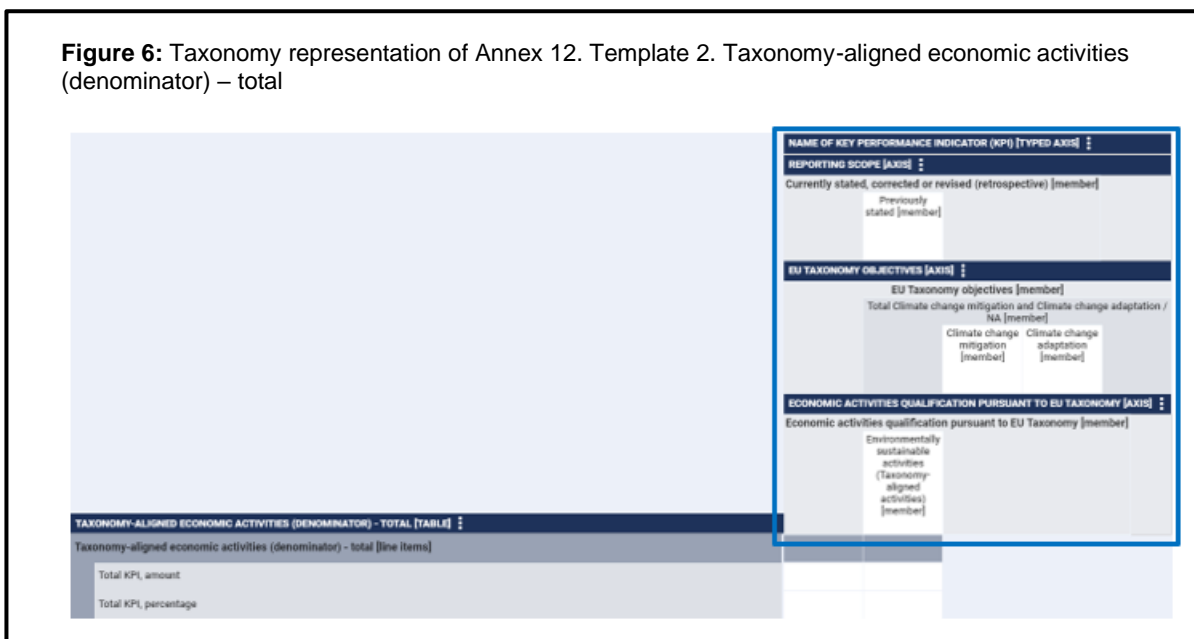 Figure 6: Taxonomy representation of Annex 12. Template 2. Taxonomy-aligned economic activities
(denominator) – total
NAME OF KEY PERFORMANCE INDICATOR (KPI) [TYPED AXIS]
REPORTING SCOPE [AXIS]
Currently stated, corrected or revised (retrospective) [member]
Previously
stated [member]
EU TAXONOMY OBJECTIVES [AXIS]
EU Taxonomy objectives [member]
Total Climate change mitigation and Climate change adaptation /
NA [member]
Climate change
mitigation
[member]
Climate change
adaptation
[member]
ECONOMIC ACTIVITIES QUALIFICATION PURSUANT TO EU TAXONOMY [AXIS]
Economic activities qualification pursuant to EU Taxonomy [member]
Environmentally
sustainable
activities
(Taxonomy-
aligned
activities)
[member]
TAXONOMY-ALIGNED ECONOMIC ACTIVITIES (DENOMINATOR) - TOTAL [TABLE]
Taxonomy-aligned economic activities (denominator) - total [line items]
Total KPI, amount
Total KPI, percentage